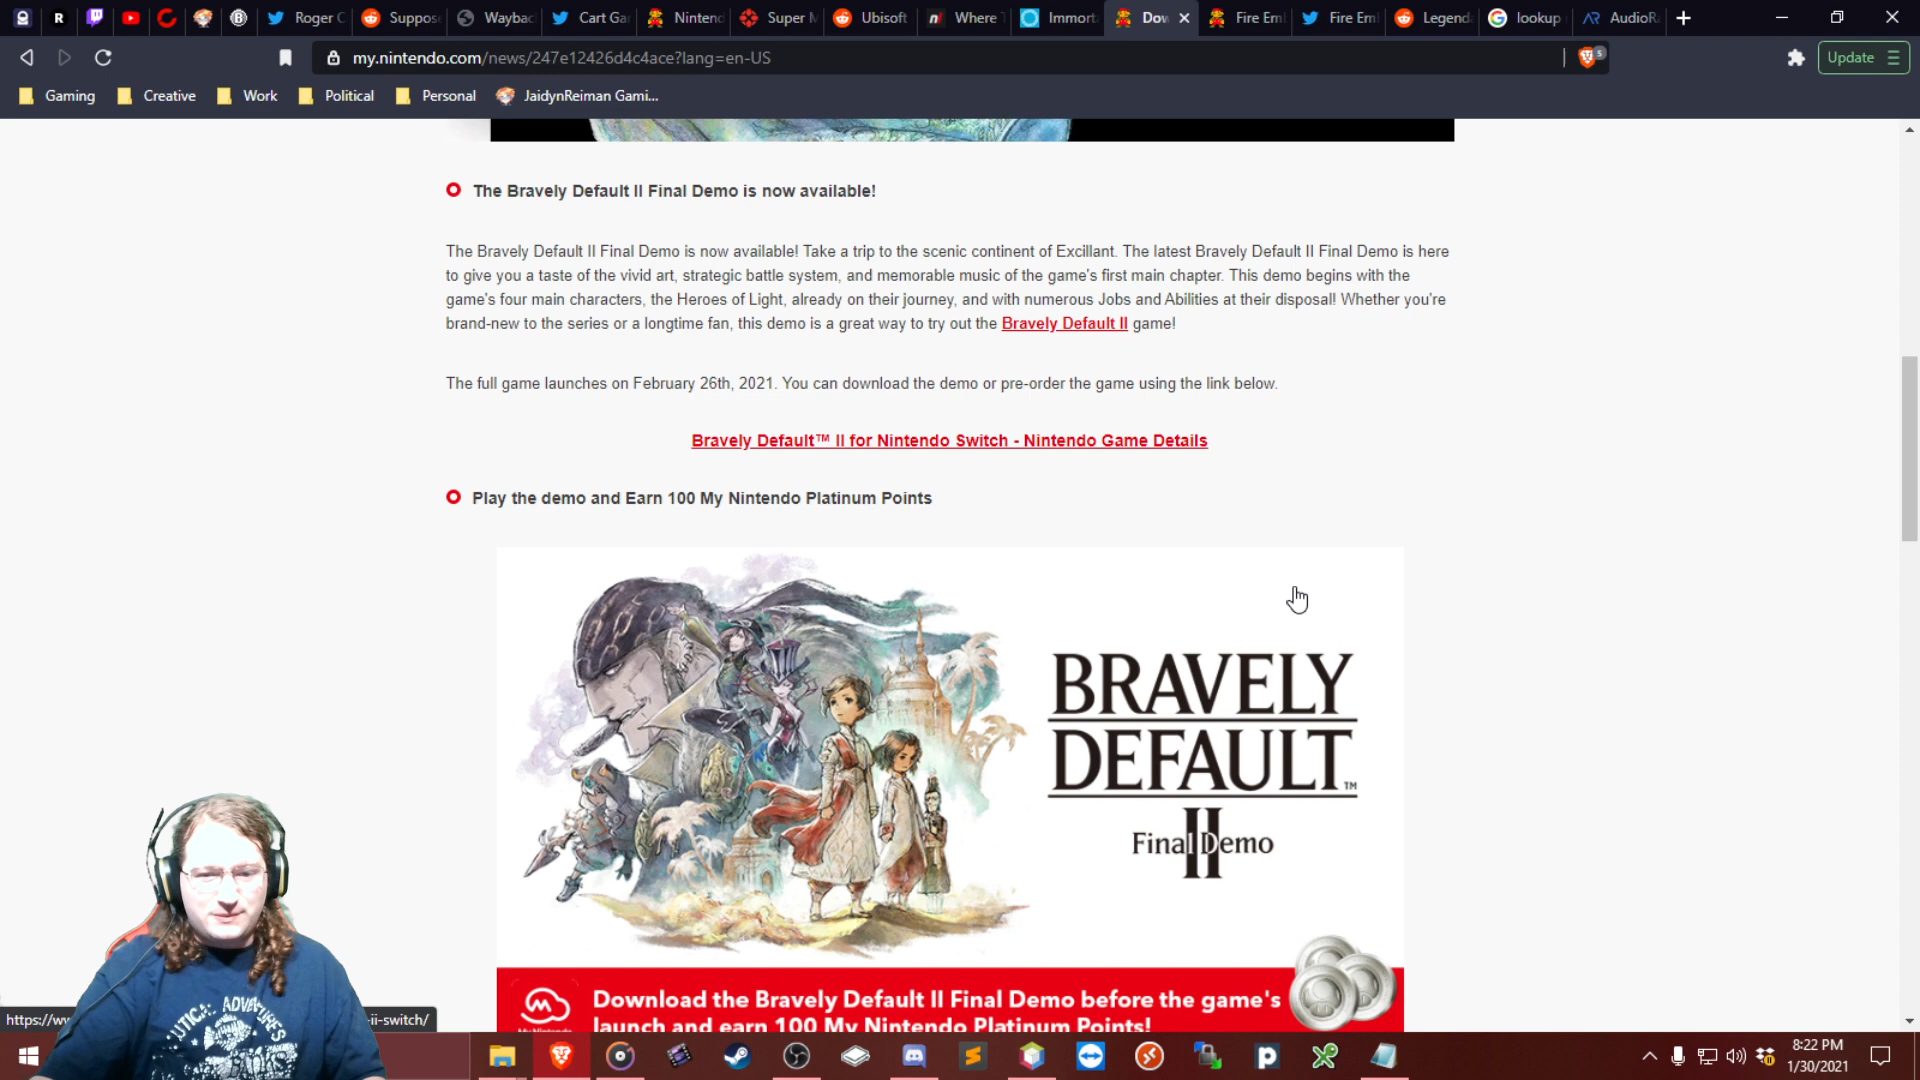 Roger C
Suppos
Wayba
Cart Ga
Ninten
Super M
Ubisoft
Where T
Immort
Dow
Fire Em
Fire Em
Legend
lookup
AudioR
my.nintendo.com/news/247e12426d4c4ace?lang=en-US
5
Update
Gaming
Creative
Work
Political
Personal
JaidynReiman Gami...
The Bravely Default II Final Demo is now available!
The Bravely Default II Final Demo is now available! Take a trip to the scenic continent of Excillant. The latest Bravely Default II Final Demo is here
to give you a taste of the vivid art, strategic battle system, and memorable music of the game's first main chapter. This demo begins with the
game's four main characters, the Heroes of Light, already on their journey, and with numerous Jobs and Abilities at their disposal! Whether you're
brand-new to the series or a longtime fan, this demo is a great way to try out the Bravely Default II game!
The full game launches on February 26th, 2021. You can download the demo or pre-order the game using the link below.
Bravely Default™ II for Nintendo Switch - Nintendo Game Details
Play the demo and Earn 100 My Nintendo Platinum Points
BRAVELY
DEFAULT™
II
Final Demo
Download the Bravely Default II Final Demo before the game's
launch and earn 100 My Nintendo Platinum Points!
https://ww
-ii-switch/
8:22 PM
1/30/2021